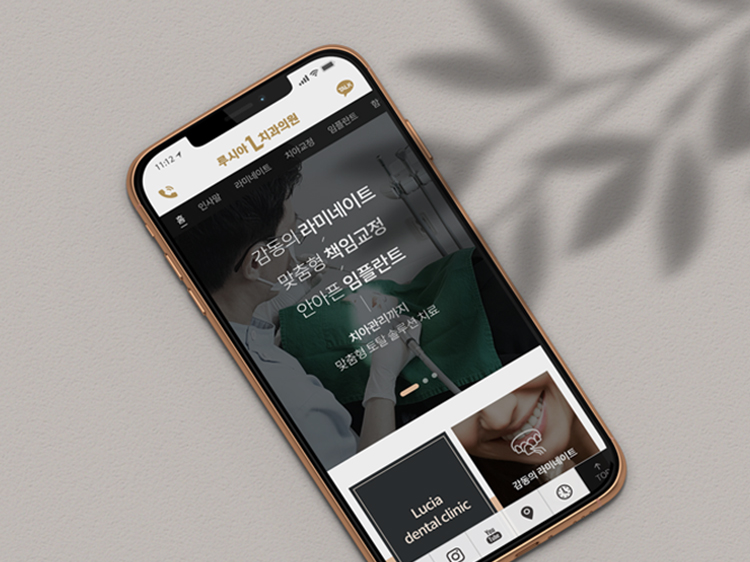 11:12
TALK
루시아 L 치과의원
홈 인사말 라미네이트 치아교정 임플란트 함
감동의 라미네이트
맞춤형 책임교정
안아픈 임플란트
치아관리까지
맞춤형 토탈 솔루션 치료
Lucia
dental clinic
감동의 라미네이트
TOP
You
Tube